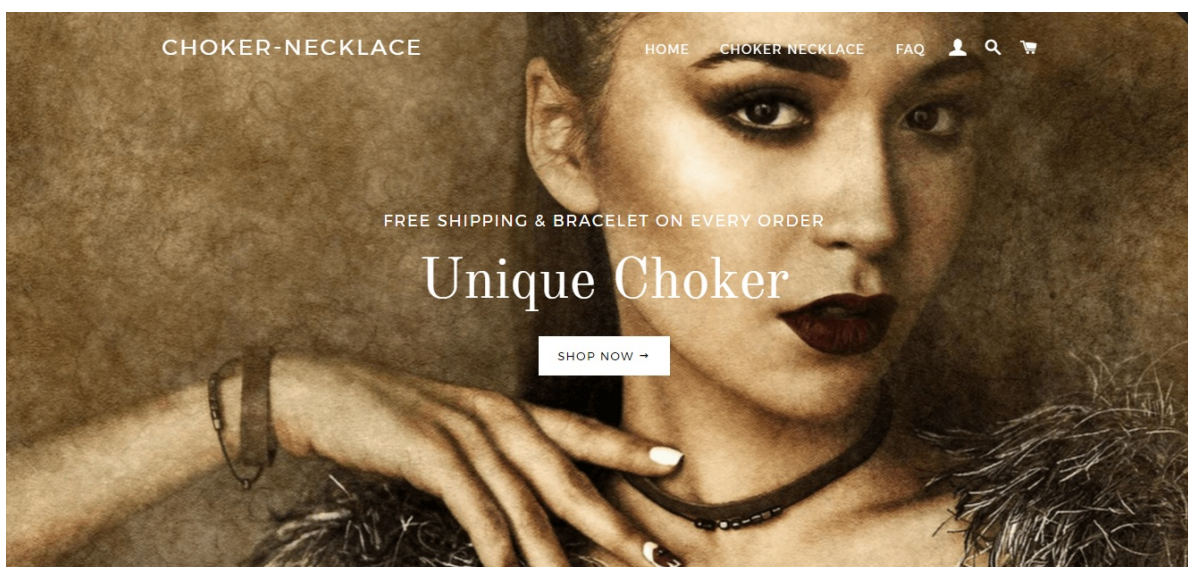 CHOKER-NECKLACE
HOME CHOKER NECKLACE FAQ
FREE SHIPPING & BRACELET ON EVERY ORDER
Unique Choker
SHOP NOW →